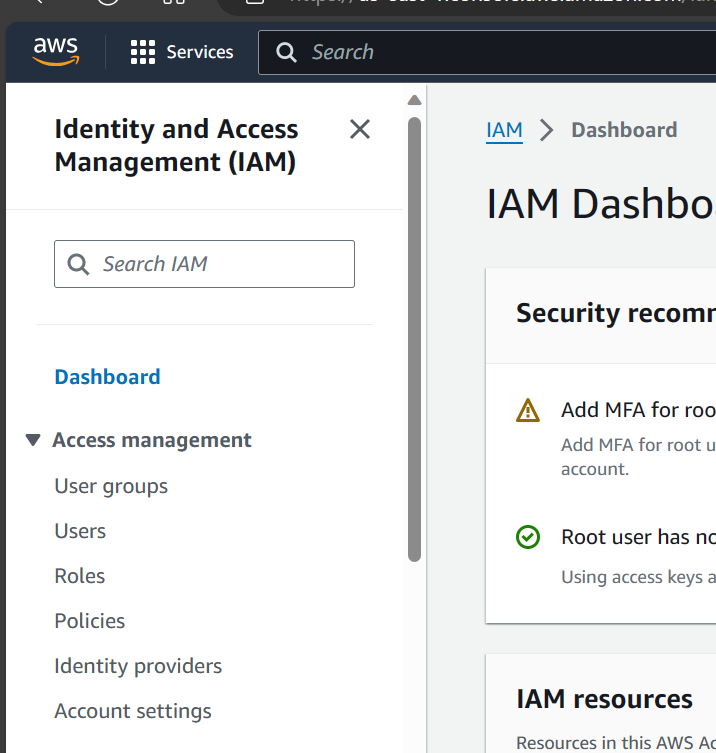 aws
Services
Search
Identity and Access
Management (IAM)
Search IAM
Dashboard
Access management
User groups
Users
Roles
Policies
Identity providers
Account settings
IAM > Dashboard
IAM Dashbo
Security recom
Add MFA for roo
Add MFA for root u
account.
Root user has no
Using access keys a
IAM resources
Resources in this AWS Ac